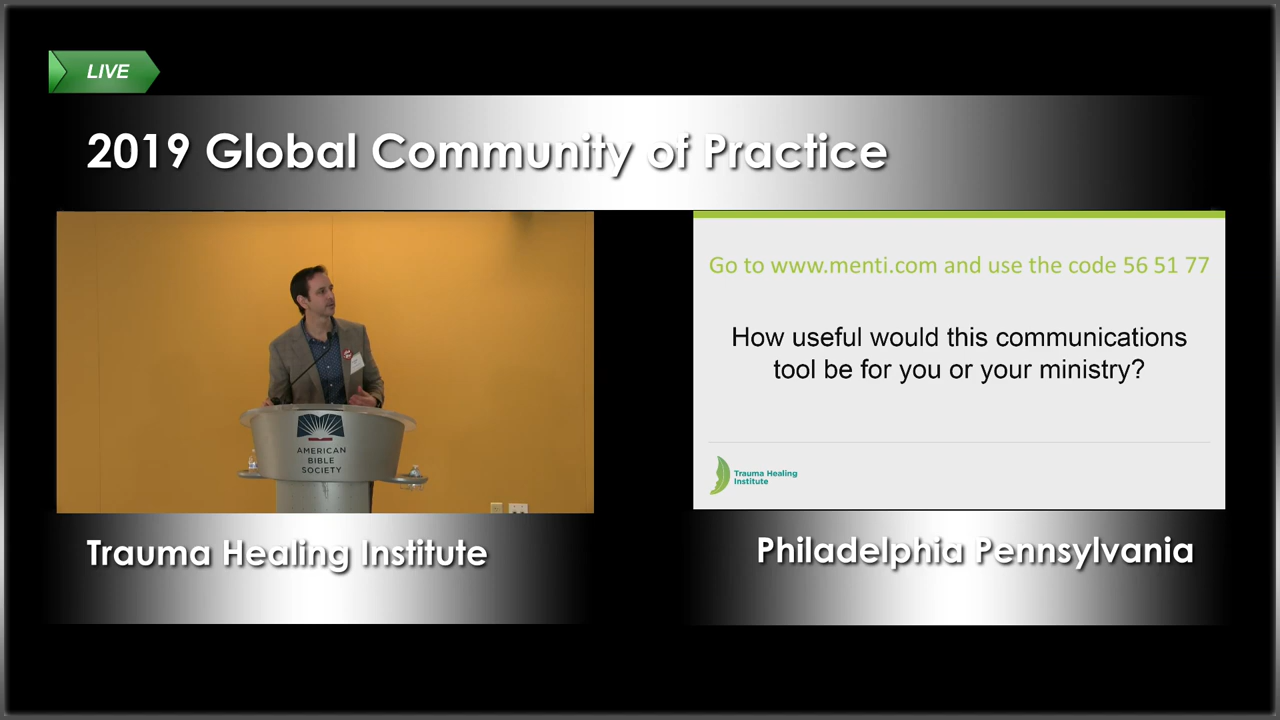 LIVE
2019 Global Community of Practice
Go to www.menti.com and use the code 56 51 77
How useful would this communications
tool be for you or your ministry?
Trauma Healing
Institute
AMERICAN
BIBLE
SOCIETY
Trauma Healing Institute
Philadelphia Pennsylvania